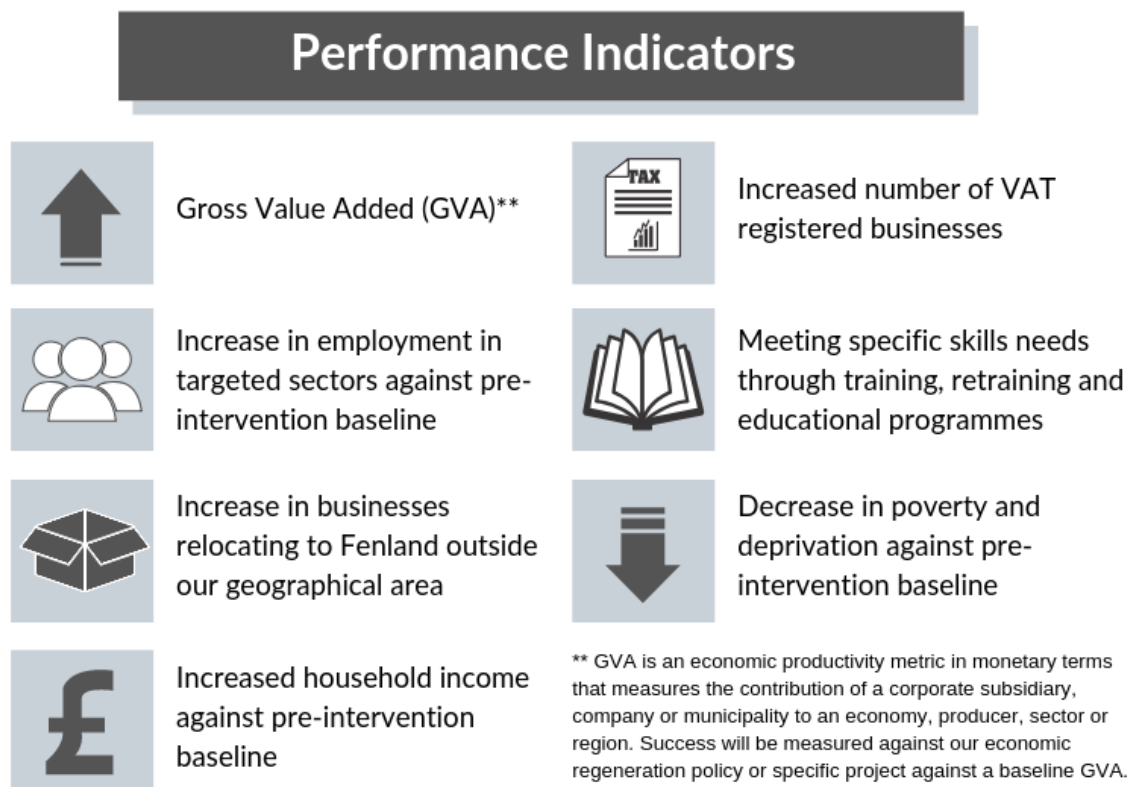 Performance Indicators
Gross Value Added (GVA)**
Increase in employment in
targeted sectors against pre-
intervention baseline
Increase in businesses
relocating to Fenland outside
our geographical area
Increased household income
against pre-intervention
baseline
TAX
Increased number of VAT
registered businesses
Meeting specific skills needs
through training, retraining and
educational programmes
Decrease in poverty and
deprivation against pre-
intervention baseline
** GVA is an economic productivity metric in monetary terms
that measures the contribution of a corporate subsidiary,
company or municipality to an economy, producer, sector or
region. Success will be measured against our economic
regeneration policy or specific project against a baseline GVA.